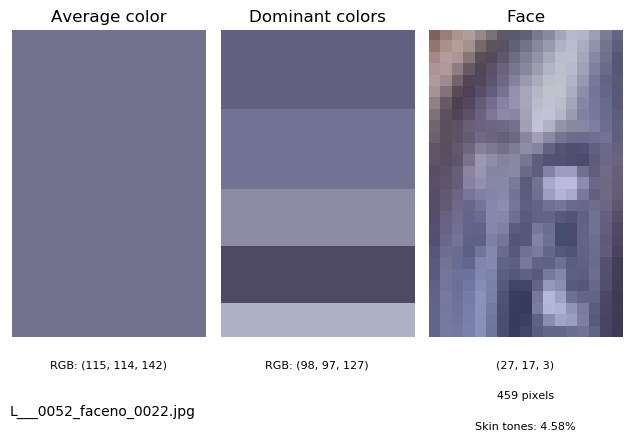 Average color
Dominant colors
Face
RGB: (115, 114, 142)
RGB: (98, 97, 127)
(27, 17, 3)
459 pixels
L___0052_faceno_0022.jpg
Skin tones: 4.58%